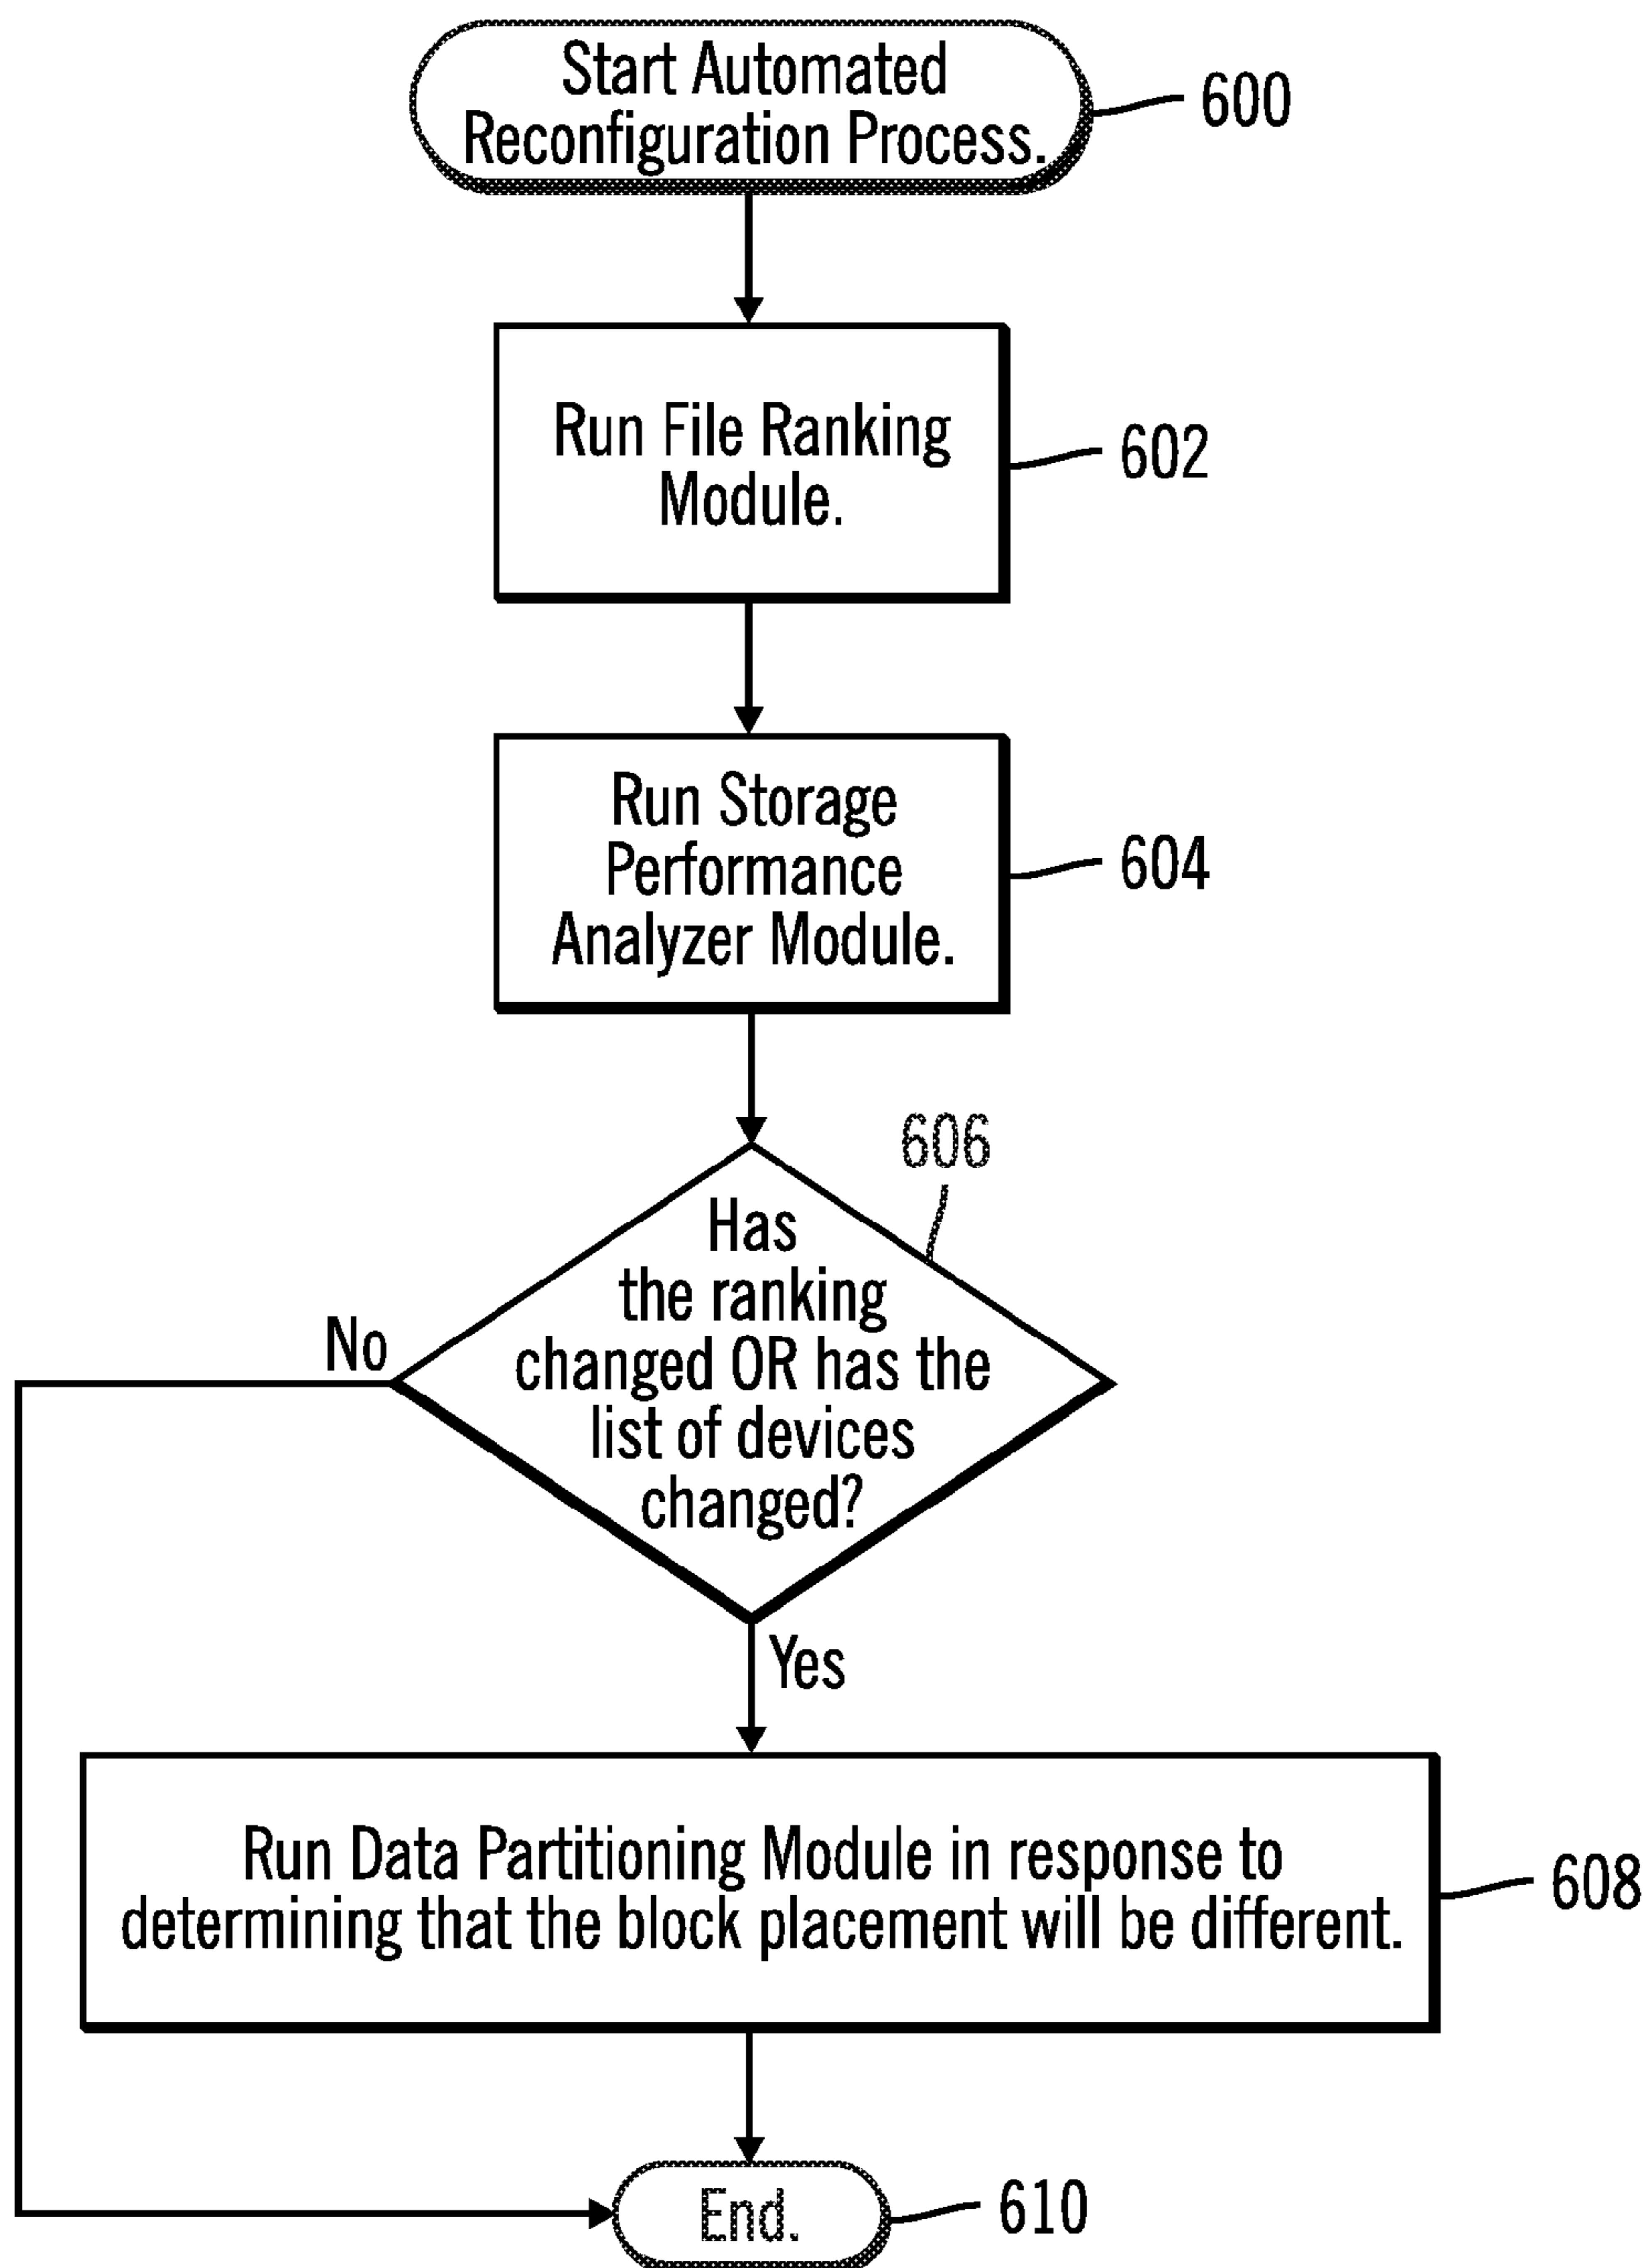 Start Automated
Reconfiguration Process.
600
Run File Ranking
Module.
602
Run Storage
Performance
Analyzer Module.
604
606
Has
the ranking
changed OR has the
list of devices
changed?
No
Yes
Run Data Partitioning Module in response to
determining that the block placement will be different.
608
End.
610